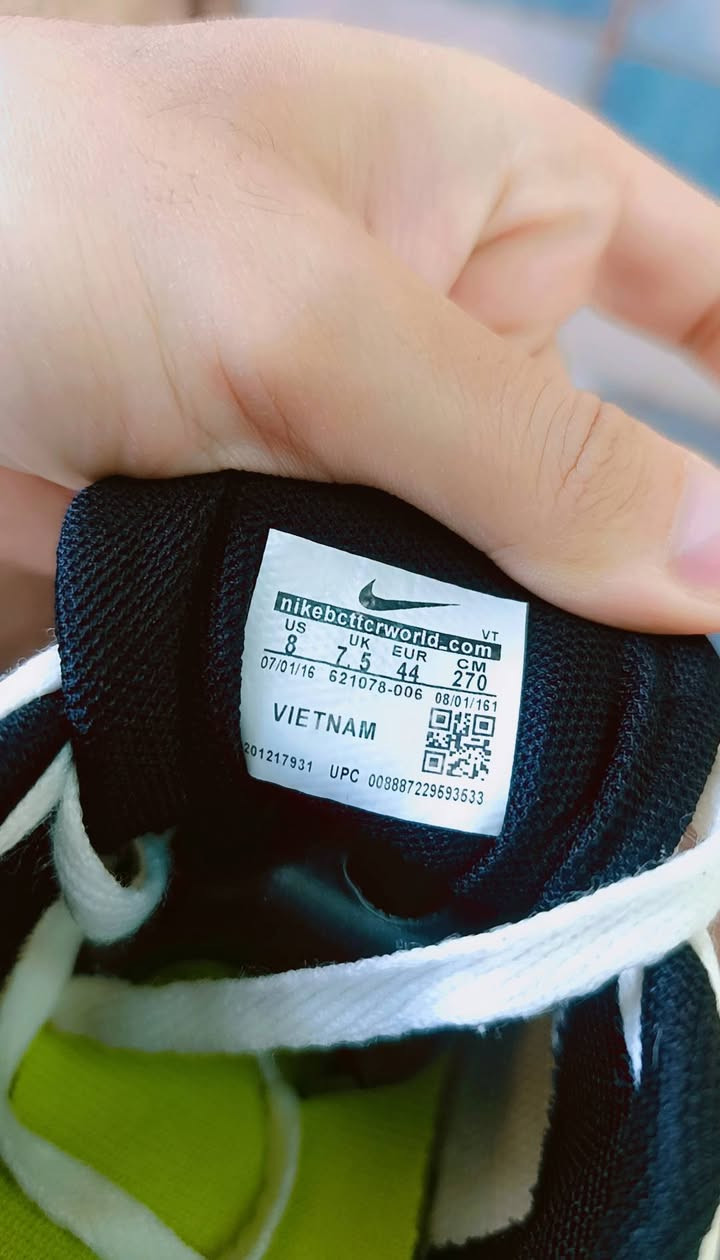 nikebcttcrworld.com
VT
US UK EUR CM
8 7.5 44 270
07/01/16 621078-006 08/01/161
VIETNAM
201217931 UPC 008887229593533